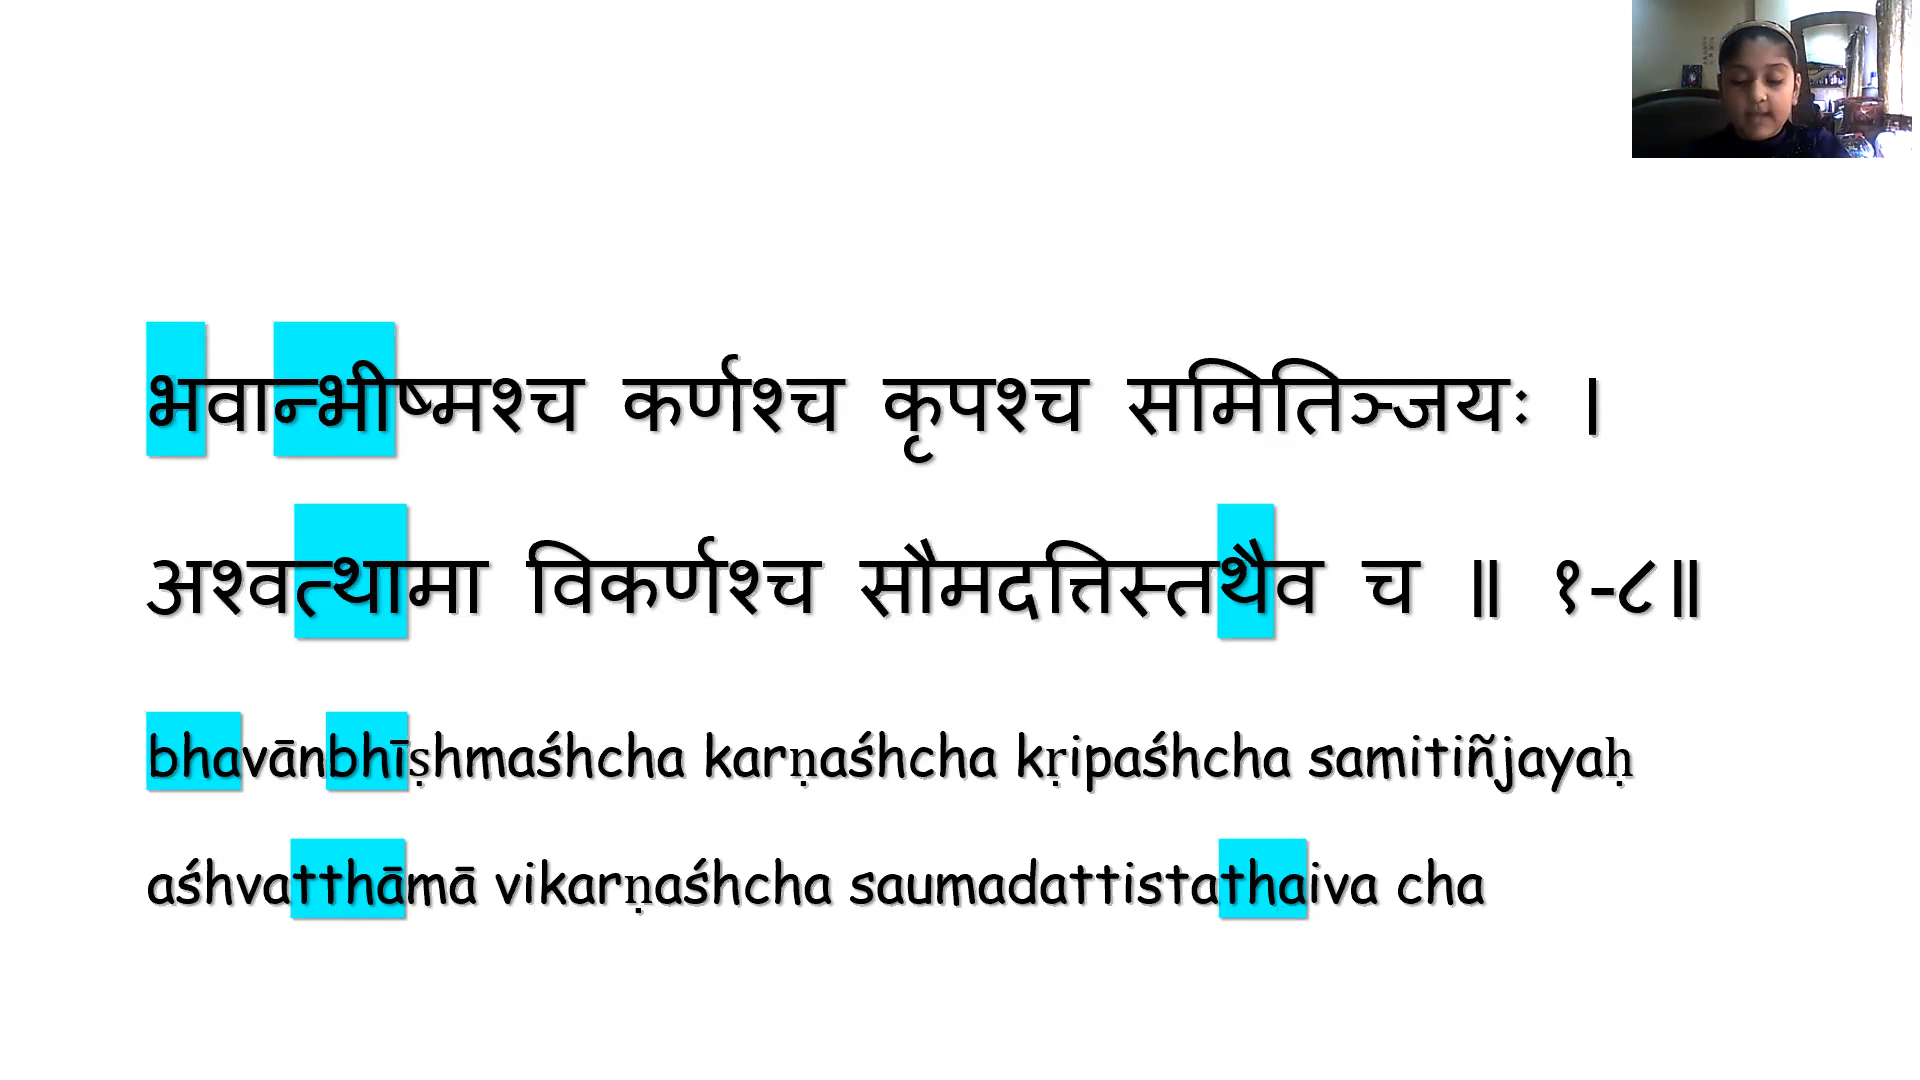 भवान्भीष्मश्च कर्णश्च कृपश्च समितिञ्जयः ।
अश्वत्थामा विकर्णश्च सौमदत्तिस्तथैव च ॥ १-८॥
bhavānbhīṣhmaśhcha karṇaśhcha kṛipaśhcha samitiñjayaḥ
aśhvatthāmā vikarṇaśhcha saumadattistathaiva cha